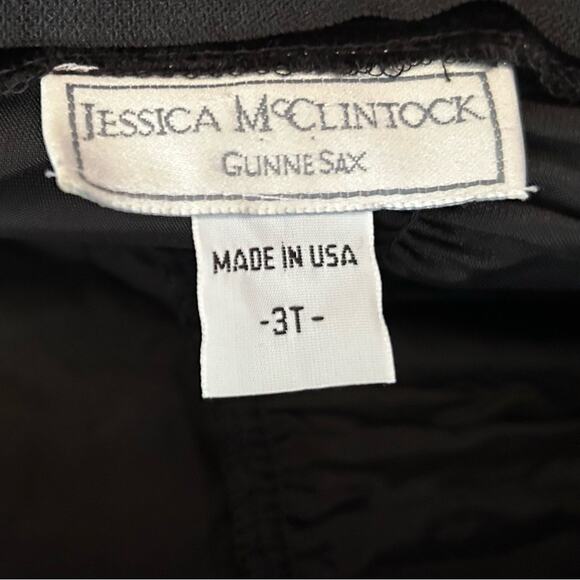 JESSICA MCCLINTOCK
GUNNE SAX
MADE IN USA
-3T-